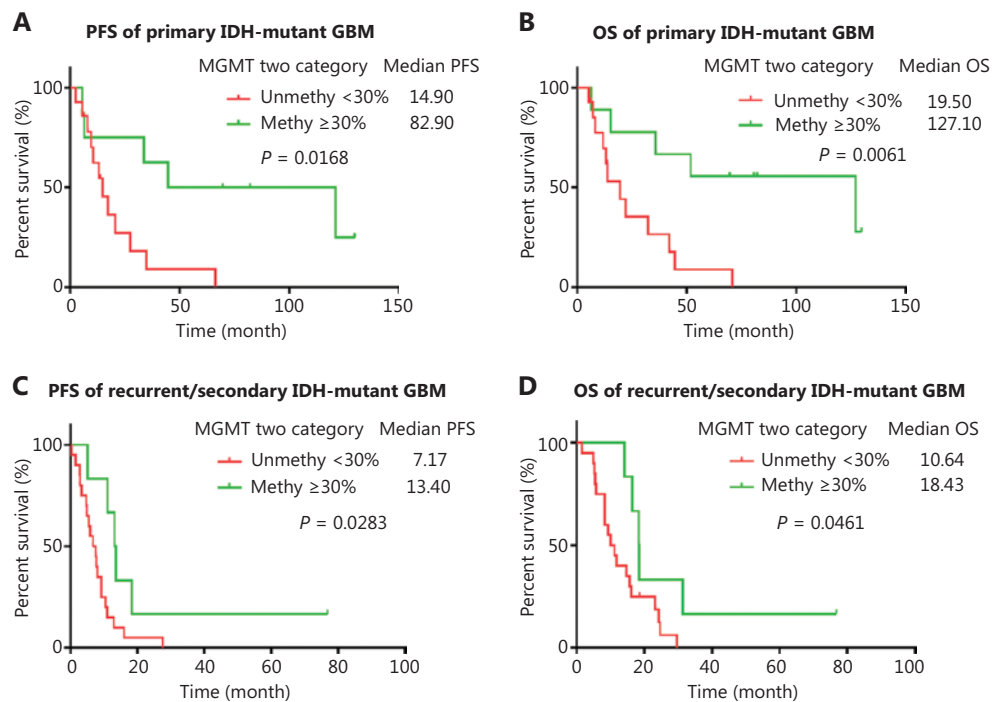 A PFS of primary IDH-mutant GBM
MGMT two category Median PFS
Unmethy <30% 14.90
Methy ≥30% 82.90
P = 0.0168
Percent survival (%)
100
50
0
0 50 100 150
Time (month)
B OS of primary IDH-mutant GBM
MGMT two category Median OS
Unmethy <30% 19.50
Methy ≥30% 127.10
P = 0.0061
Percent survival (%)
100
50
0
0 50 100 150
Time (month)
C PFS of recurrent/secondary IDH-mutant GBM
MGMT two category Median PFS
Unmethy <30% 7.17
Methy ≥30% 13.40
P = 0.0283
Percent survival (%)
100
50
0
0 20 40 60 80 100
Time (month)
D OS of recurrent/secondary IDH-mutant GBM
MGMT two category Median OS
Unmethy <30% 10.64
Methy ≥30% 18.43
P = 0.0461
Percent survival (%)
100
50
0
0 20 40 60 80 100
Time (month)